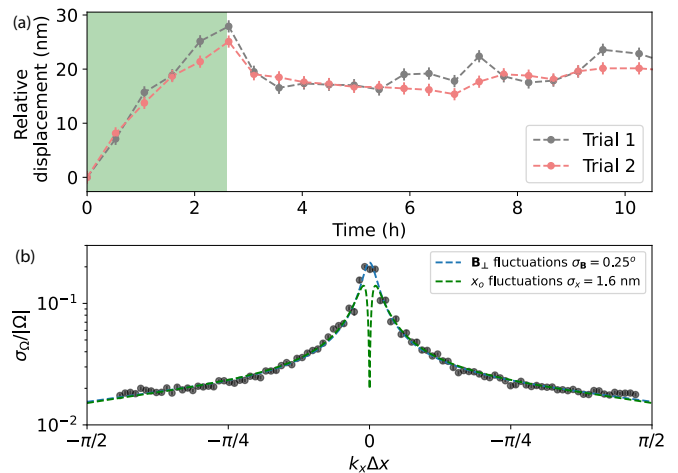 (a)
30
20
10
0
Relative
displacement (nm)
Trial 1
Trial 2
0 2 4 6 8 10
Time (h)
(b)
B⊥ fluctuations σB = 0.25°
xₒ fluctuations σₓ = 1.6 nm
10⁻¹
10⁻²
σΩ/|Ω|
−π/2 −π/4 0 −π/4 π/2
kₓΔx